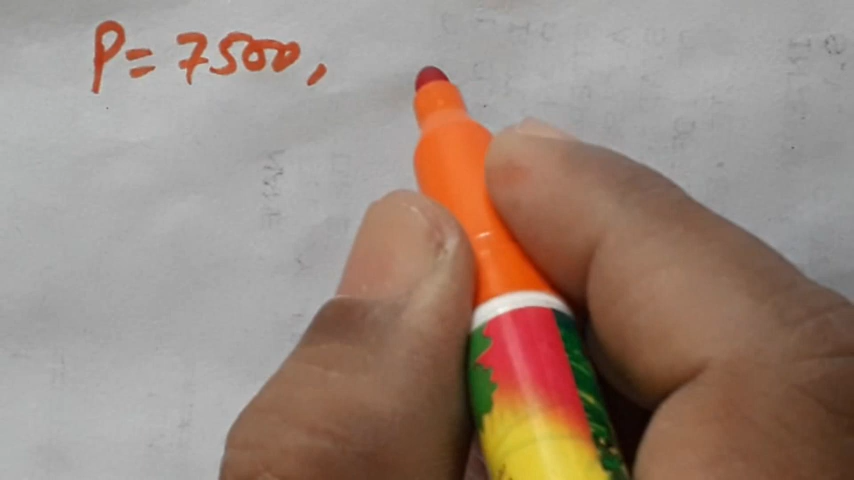 P = 7500,